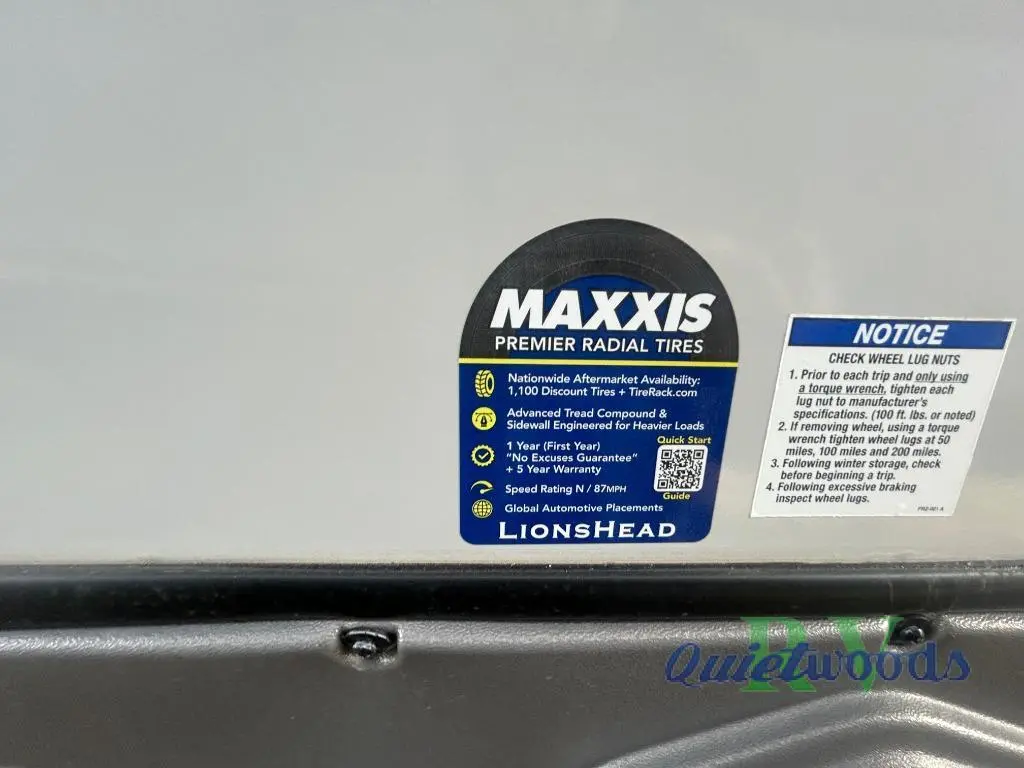 MAXXIS
PREMIER RADIAL TIRES
Nationwide Aftermarket Availability:
1,100 Discount Tires + TireRack.com
Advanced Tread Compound &
Sidewall Engineered for Heavier Loads
1 Year (First Year)
"No Excuses Guarantee"
+ 5 Year Warranty
Quick Start
Guide
Speed Rating N / 87MPH
Global Automotive Placements
LIONSHEAD
NOTICE
CHECK WHEEL LUG NUTS
1. Prior to each trip and only using
a torque wrench, tighten each
lug nut to manufacturer's
specifications. (100 ft. lbs. or noted)
2. If removing wheel, using a torque
wrench tighten wheel lugs at 50
miles, 100 miles and 200 miles.
3. Following winter storage, check
before beginning a trip.
4. Following excessive braking
inspect wheel lugs.
Quietwoods
RV